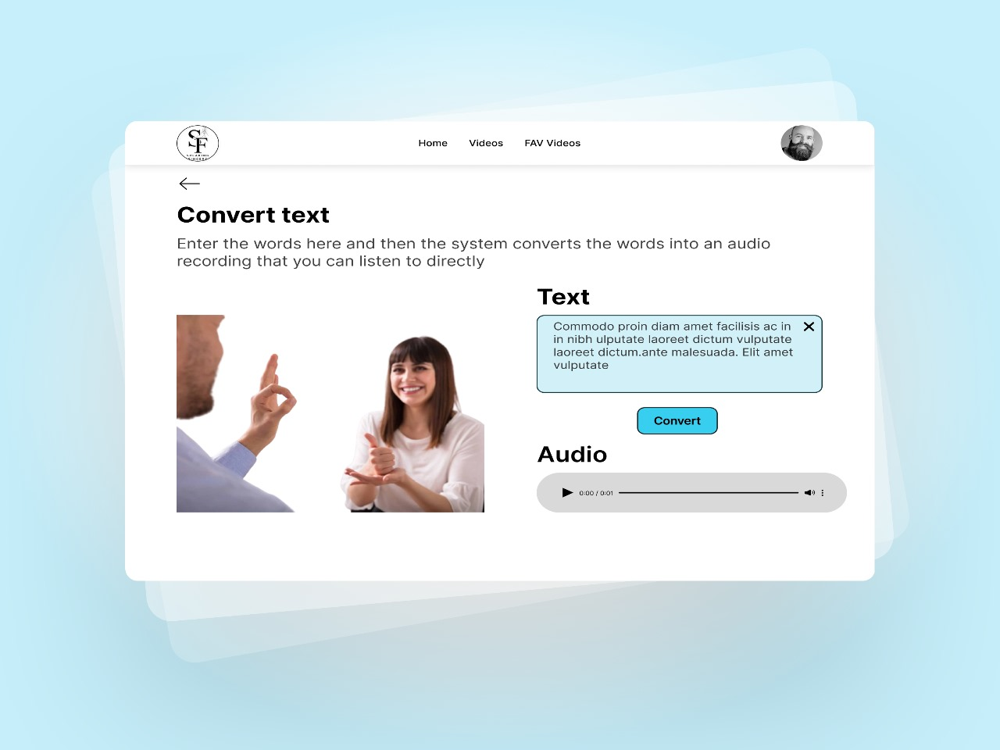 SF
SPEAKING
FINGERS
Home
Videos
FAV Videos
Convert text
Enter the words here and then the system converts the words into an audio
recording that you can listen to directly
Text
Commodo proin diam amet facilisis ac in
in nibh ulputate laoreet dictum vulputate
laoreet dictum.ante malesuada. Elit amet
vulputate
Convert
Audio
0:00 / 0:01